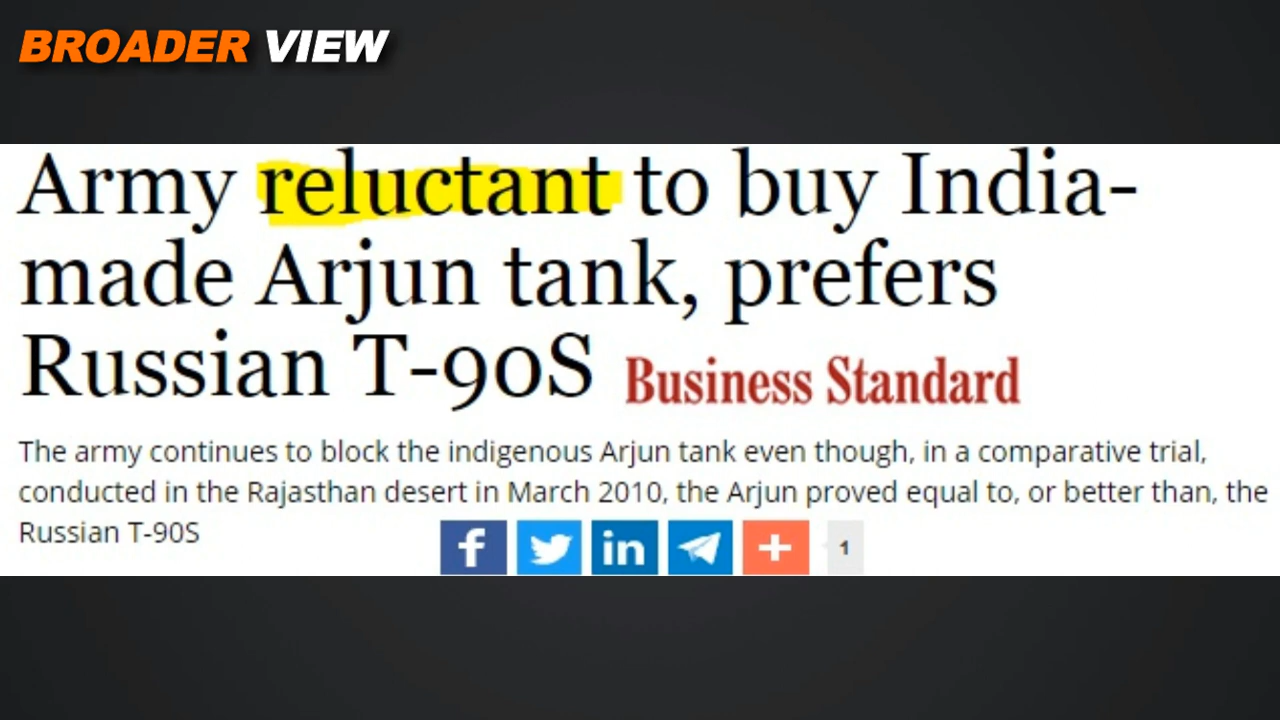 BROADER VIEW
Army reluctant to buy India-
made Arjun tank, prefers
Russian T-90S Business Standard
The army continues to block the indigenous Arjun tank even though, in a comparative trial,
conducted in the Rajasthan desert in March 2010, the Arjun proved equal to, or better than, the
Russian T-90S
f in + 1